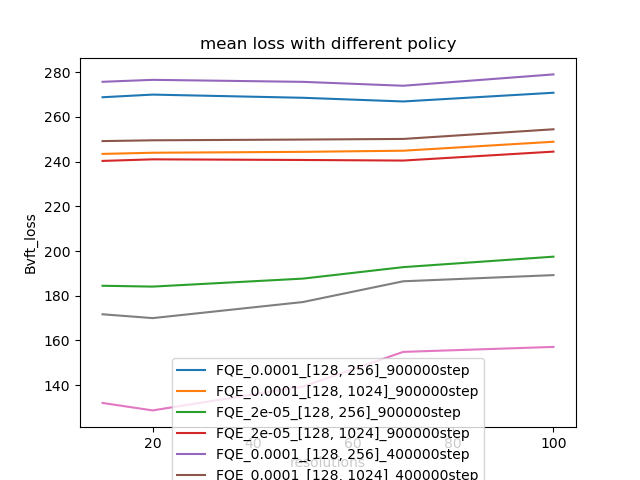 mean loss with different policy
280
260
240
220
200
180
160
140
Bvft_loss
20
40
60
80
100
resolutions
FQE_0.0001_[128, 256]_900000step
FQE_0.0001_[128, 1024]_900000step
FQE_2e-05_[128, 256]_900000step
FQE_2e-05_[128, 1024]_900000step
FQE_0.0001_[128, 256]_400000step
FQE_0.0001_[128, 1024]_400000step